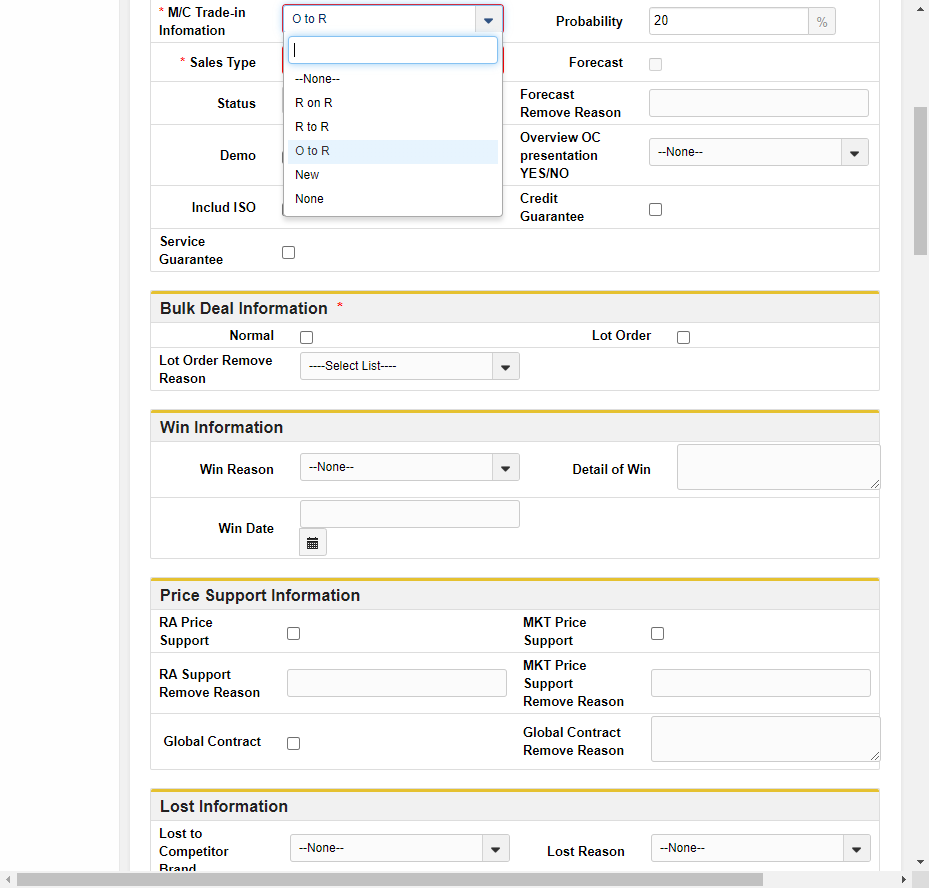 * M/C Trade-in
Infomation
O to R
Probability
20
%
* Sales Type
--None--
Forecast
Status
R on R
Forecast
Remove Reason
R to R
Demo
O to R
Overview OC
presentation
YES/NO
--None--
New
Includ ISO
None
Credit
Guarantee
Service
Guarantee
Bulk Deal Information *
Normal
Lot Order
Lot Order Remove
Reason
----Select List----
Win Information
Win Reason
--None--
Detail of Win
Win Date
Price Support Information
RA Price
Support
MKT Price
Support
RA Support
Remove Reason
MKT Price
Support
Remove Reason
Global Contract
Global Contract
Remove Reason
Lost Information
Lost to
Competitor
Brand
--None--
Lost Reason
--None--